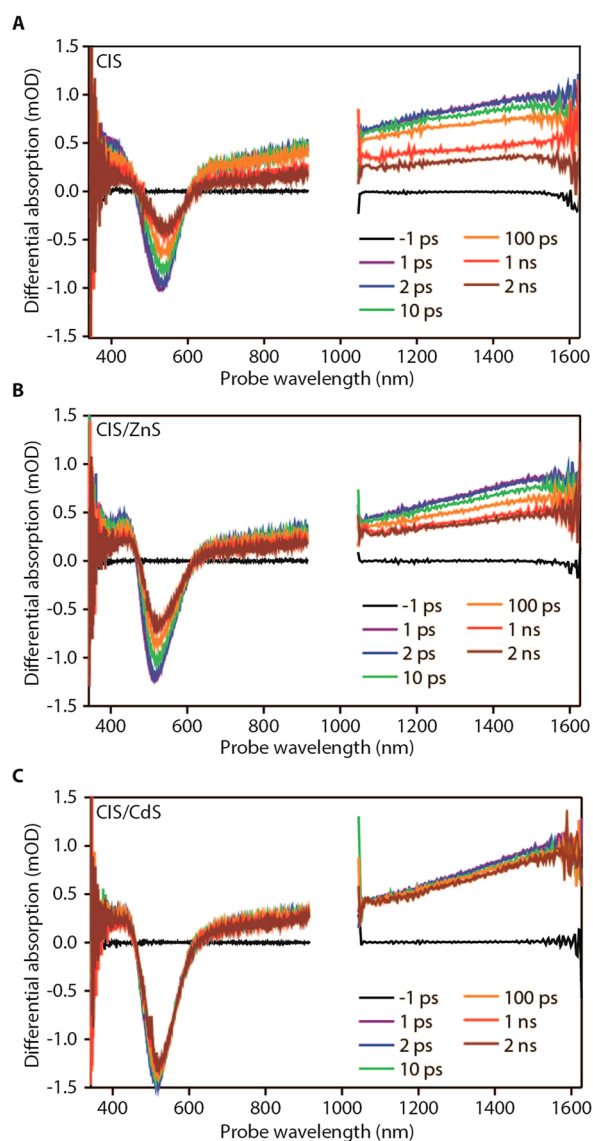 A
CIS
Differential absorption (mOD)
1.5
1.0
0.5
0.0
-0.5
-1.0
-1.5
-1 ps
1 ps
2 ps
10 ps
100 ps
1 ns
2 ns
400 600 800 1000 1200 1400 1600
Probe wavelength (nm)
B
CIS/ZnS
Differential absorption (mOD)
1.5
1.0
0.5
0.0
-0.5
-1.0
-1.5
-1 ps
1 ps
2 ps
10 ps
100 ps
1 ns
2 ns
400 600 800 1000 1200 1400 1600
Probe wavelength (nm)
C
CIS/CdS
Differential absorption (mOD)
1.5
1.0
0.5
0.0
-0.5
-1.0
-1.5
-1 ps
1 ps
2 ps
10 ps
100 ps
1 ns
2 ns
400 600 800 1000 1200 1400 1600
Probe wavelength (nm)